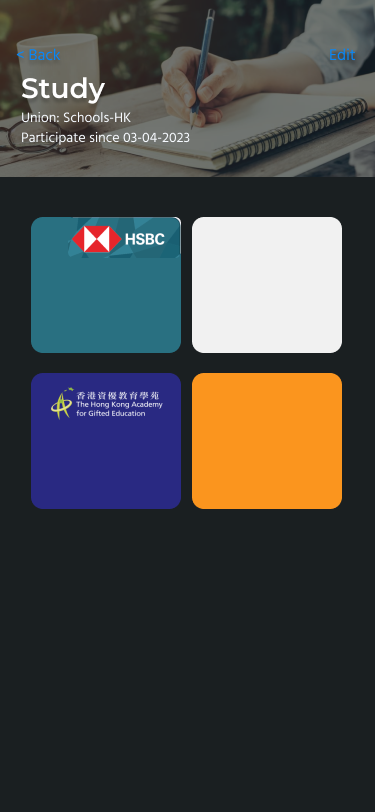 < Back
Edit
Study
Union: Schools-HK
Participate since 03-04-2023
HSBC
香港資優教育學苑
The Hong Kong Academy
for Gifted Education